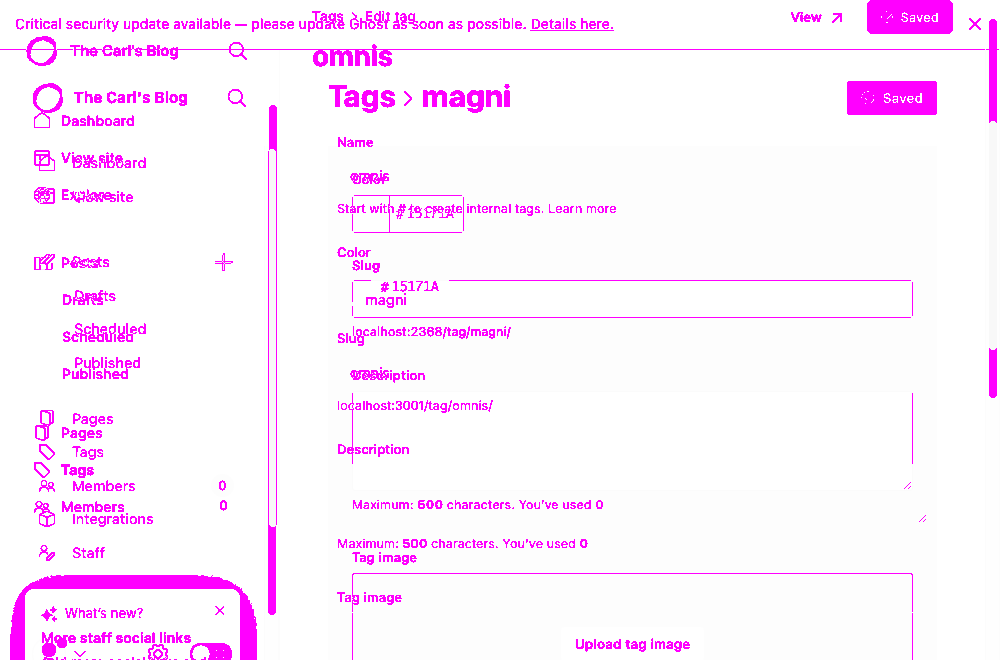 Critical security update available — please update Ghost as soon as possible. Details here.
Tags > Edit tag
View
Saved
The Carl's Blog
omnis
The Carl's Blog
Tags > magni
Saved
Dashboard
Name
View site
Dashboard
omnis
Color
Explore
View site
Start with # to create internal tags. Learn more
#15171A
Color
Posts
Posts
Slug
#15171A
Drafts
Drafts
magni
Scheduled
Scheduled
localhost:2368/tag/magni/
Slug
Published
Published
omnis
Description
localhost:3001/tag/omnis/
Pages
Pages
Tags
Description
Tags
Members 0
Members 0
Maximum: 500 characters. You've used 0
Integrations
Maximum: 500 characters. You've used 0
Staff
Tag image
Tag image
What's new?
More staff social links
Upload tag image